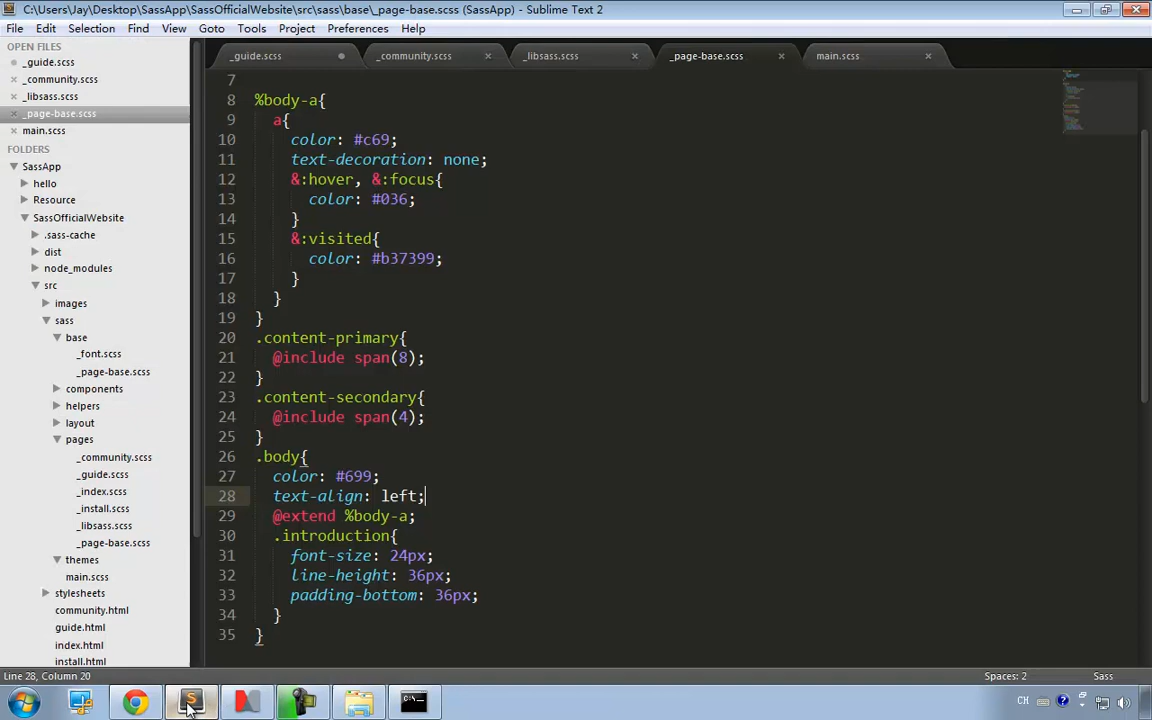 C:\Users\Jay\Desktop\SassApp\SassOfficialWebsite\src\sass\base\_page-base.scss (SassApp) - Sublime Text 2
File Edit Selection Find View Goto Tools Project Preferences Help
OPEN FILES
_guide.scss
_community.scss
_libsass.scss
_page-base.scss
main.scss
FOLDERS
SassApp
hello
Resource
SassOfficialWebsite
.sass-cache
dist
node_modules
src
images
sass
base
_font.scss
_page-base.scss
components
helpers
layout
pages
_community.scss
_guide.scss
_index.scss
_install.scss
_libsass.scss
_page-base.scss
themes
main.scss
stylesheets
community.html
guide.html
index.html
install.html
_guide.scss _community.scss _libsass.scss _page-base.scss main.scss
7
8 %body-a{
9 a{
10 color: #c69;
11 text-decoration: none;
12 &:hover, &:focus{
13 color: #036;
14 }
15 &:visited{
16 color: #b37399;
17 }
18 }
19 }
20 .content-primary{
21 @include span(8);
22 }
23 .content-secondary{
24 @include span(4);
25 }
26 .body{
27 color: #699;
28 text-align: left;
29 @extend %body-a;
30 .introduction{
31 font-size: 24px;
32 line-height: 36px;
33 padding-bottom: 36px;
34 }
35 }
Line 28, Column 20 Spaces: 2 Sass
CH